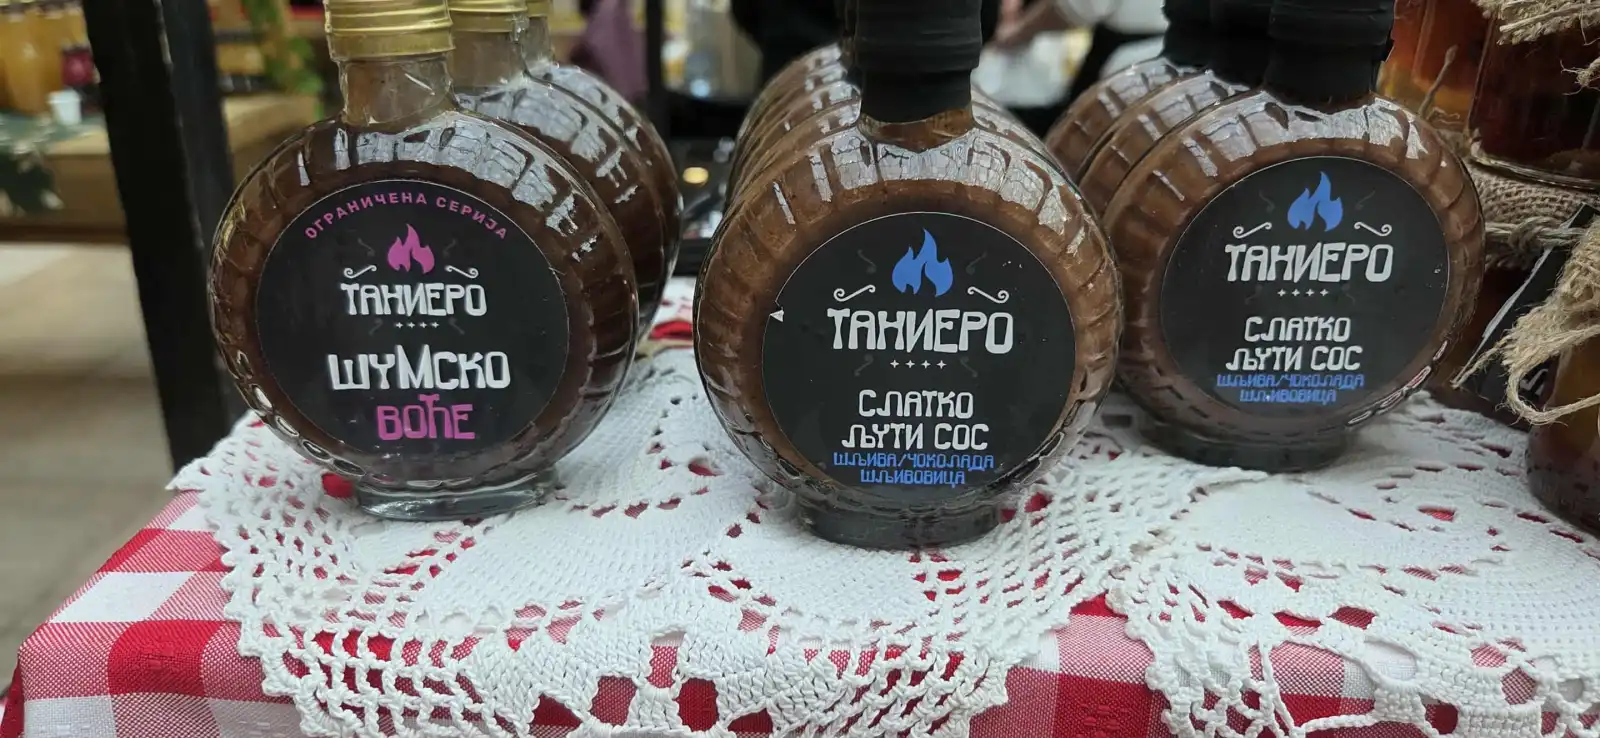 ОГРАНИЧЕНА СЕРИЈА
ТАНИЕРО
ШУМСКО
ВОЋЕ
ТАНИЕРО
СЛАТКО
ЉУТИ СОС
ШЉИВА/ЧОКОЛАДА
ШЉИВОВИЦА
ТАНИЕРО
СЛАТКО
ЉУТИ СОС
ШЉИВА/ЧОКОЛАДА
ШЉИВОВИЦА